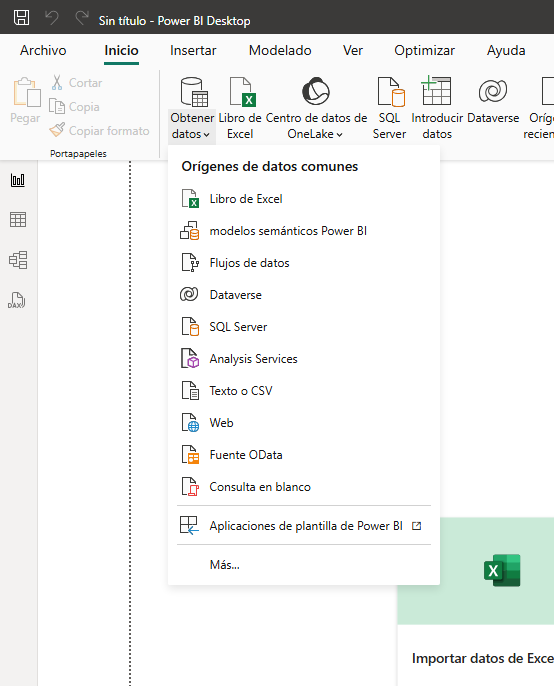 Sin título - Power BI Desktop
Archivo Inicio Insertar Modelado Ver Optimizar Ayuda
Pegar
Cortar
Copia
Copiar formato
Portapapeles
Obtener datos
Libro de Excel
Centro de datos de OneLake
SQL Server
Introducir datos
Dataverse
Oríg
recien
DAX
Orígenes de datos comunes
Libro de Excel
modelos semánticos Power BI
Flujos de datos
Dataverse
SQL Server
Analysis Services
Texto o CSV
Web
Fuente OData
Consulta en blanco
Aplicaciones de plantilla de Power BI
Más...
Importar datos de Exce